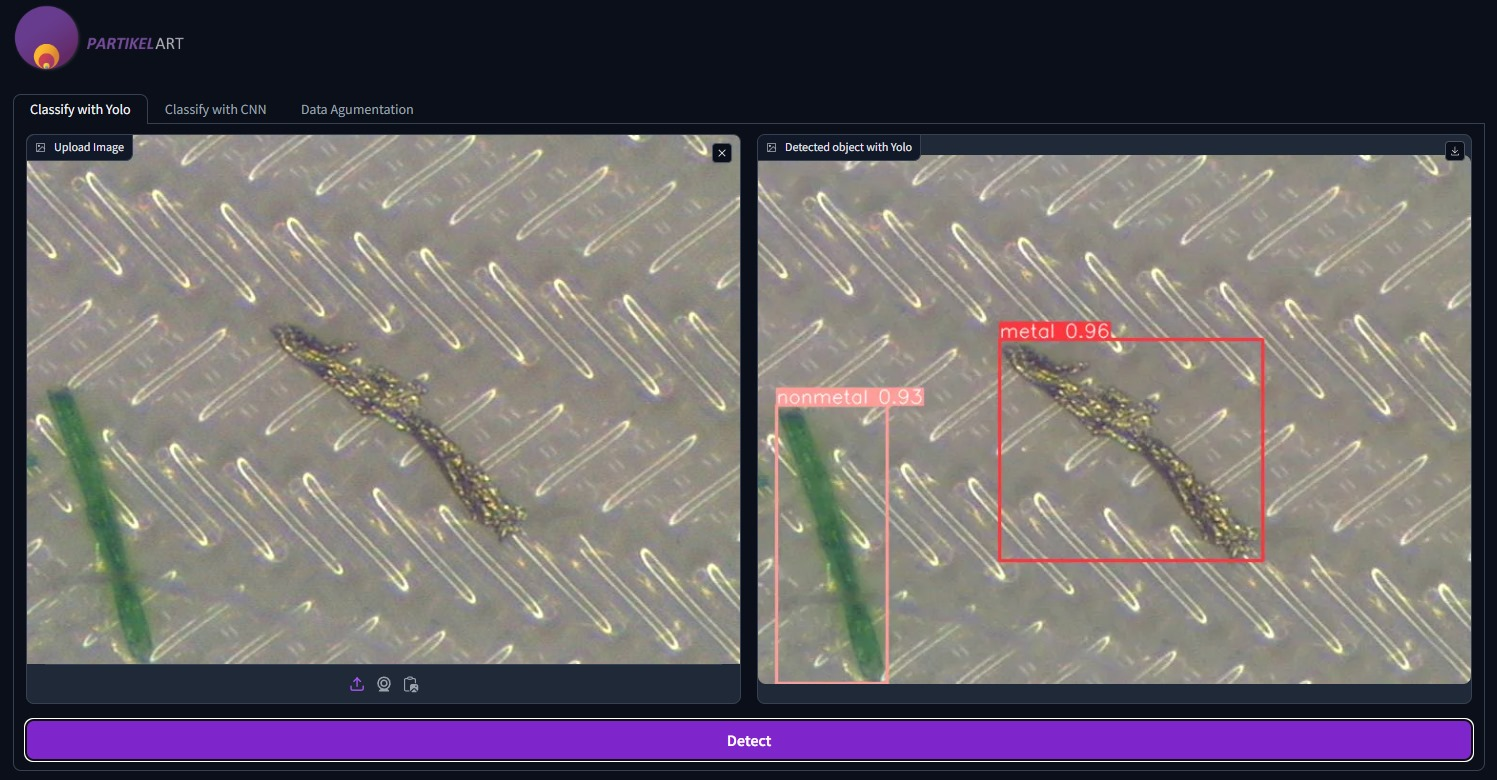 PARTIKELART
Classify with Yolo
Classify with CNN
Data Agumentation
Upload Image
Detected object with Yolo
metal 0.96
nonmetal 0.93
Detect